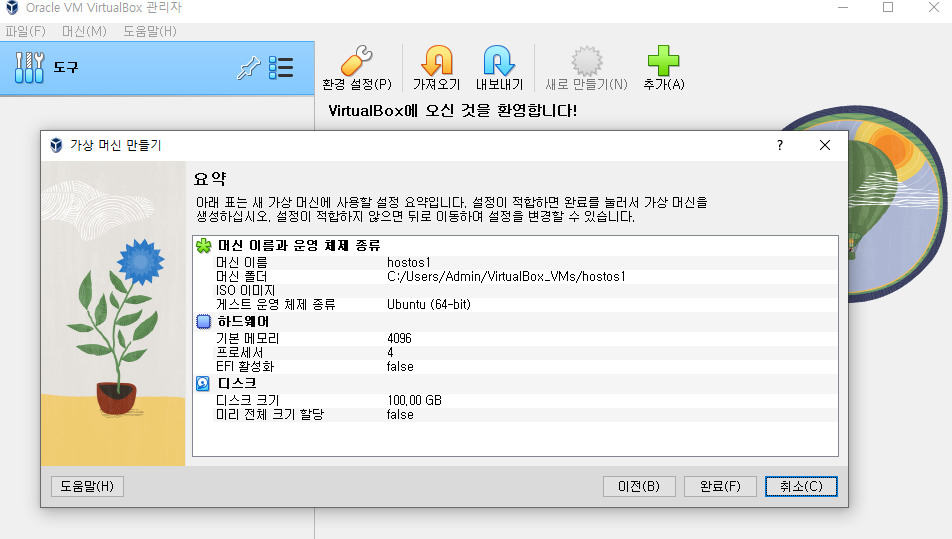 Oracle VM VirtualBox 관리자
파일(F) 머신(M) 도움말(H)
도구
환경 설정(P) 가져오기 내보내기 새로 만들기(N) 추가(A)
VirtualBox에 오신 것을 환영합니다!
가상 머신 만들기
?
요약
아래 표는 새 가상 머신에 사용할 설정 요약입니다. 설정이 적합하면 완료를 눌러서 가상 머신을
생성하십시오. 설정이 적합하지 않으면 뒤로 이동하며 설정을 변경할 수 있습니다.
머신 이름과 운영 체제 종류
머신 이름 hostos1
머신 폴더 C:/Users/Admin/VirtualBox_VMs/hostos1
ISO 이미지
게스트 운영 체제 종류 Ubuntu (64-bit)
하드웨어
기본 메모리 4096
프로세서 4
EFI 활성화 false
디스크
디스크 크기 100,00 GB
미리 전체 크기 할당 false
도움말(H) 이전(B) 완료(F) 취소(C)